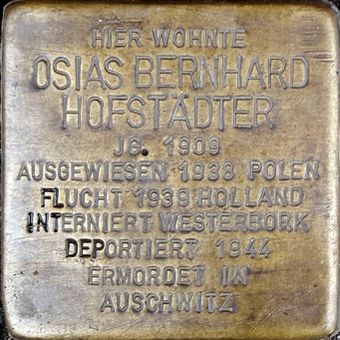 HIER WOHNTE
OSIAS BERNHARD
HOFSTÄDTER
JG. 1909
AUSGEWIESEN 1938 POLEN
FLUCHT 1939 HOLLAND
INTERNIERT WESTERBORK
DEPORTIERT 1944
ERMORDET IN
AUSCHWITZ